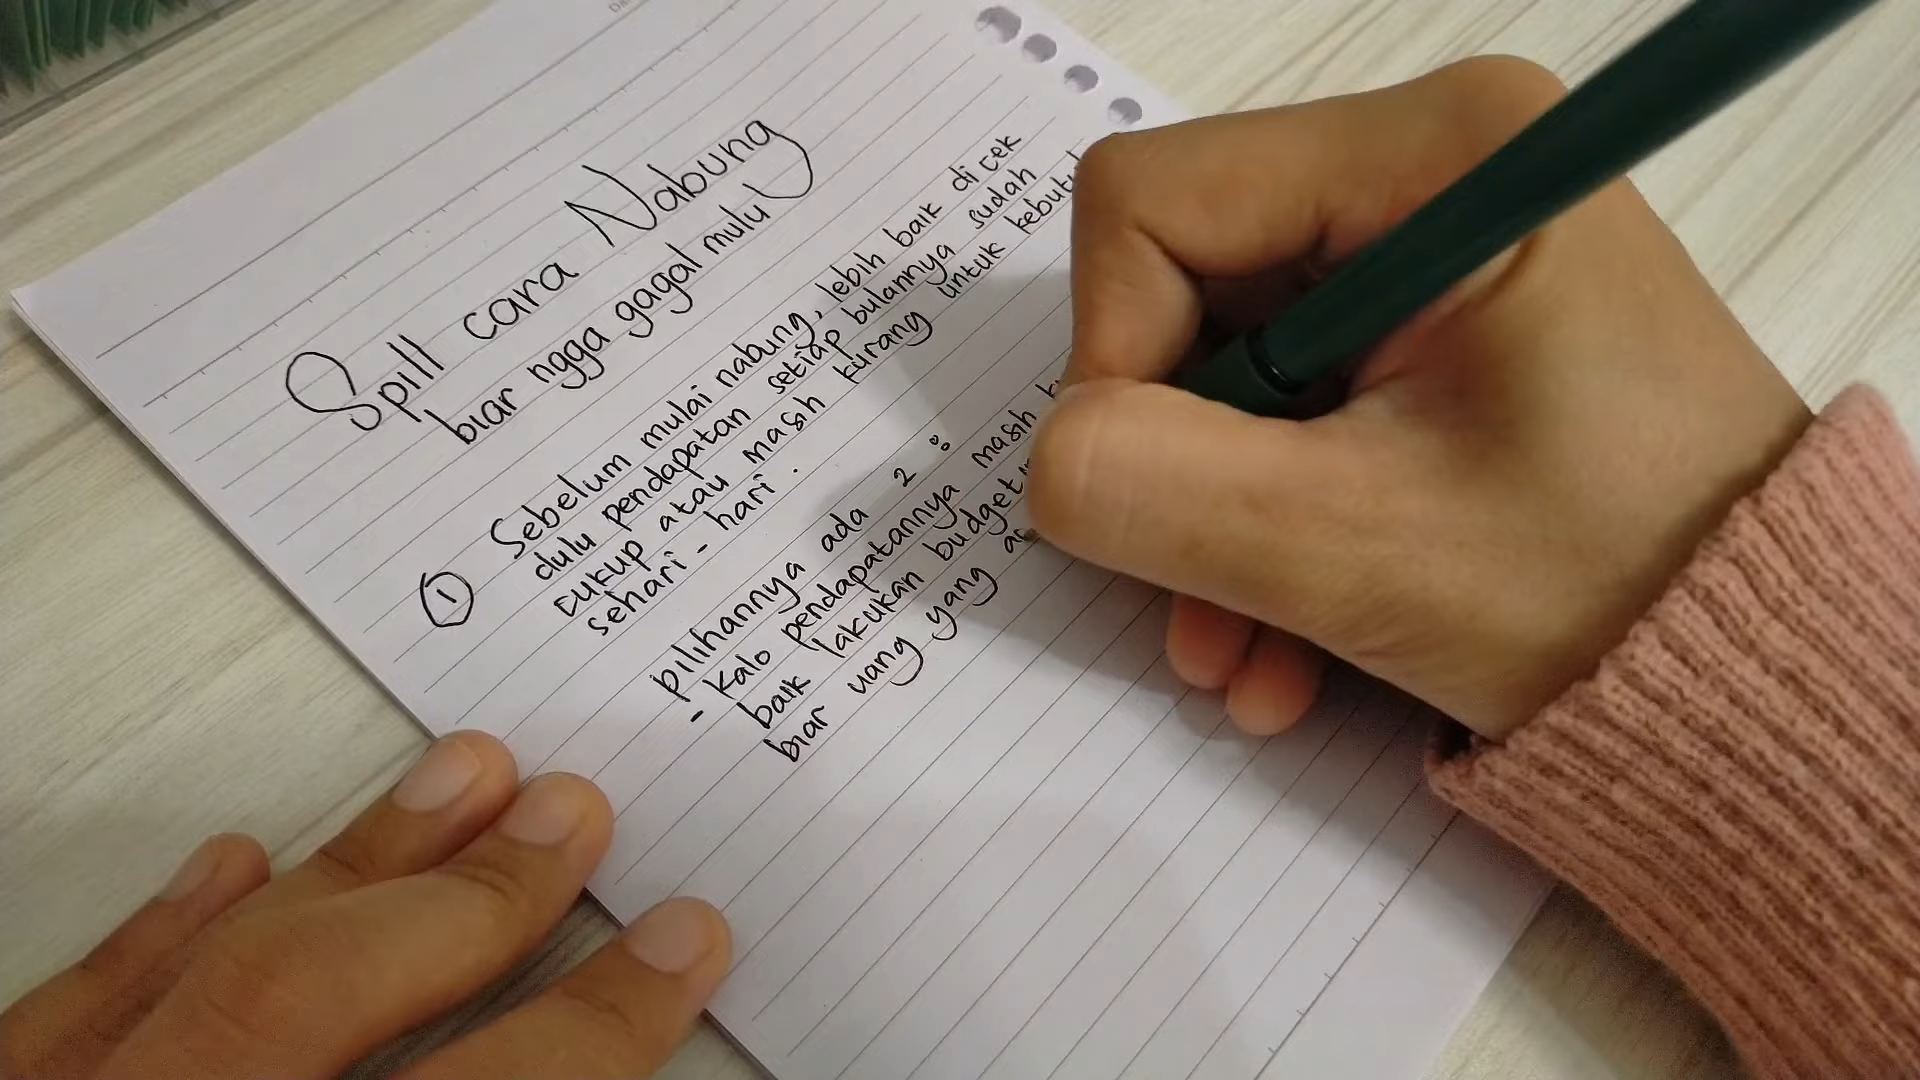 Spill cara Nabung
biar ngga gagal mulu
1 Sebelum mulai nabung, lebih baik di cek
dulu pendapatan setiap bulannya sudah
cukup atau masih kurang untuk
sehari - hari.
pilihannya ada 2 :
- Kalo pendapatannya masih
baik lakukan
biar uang yang